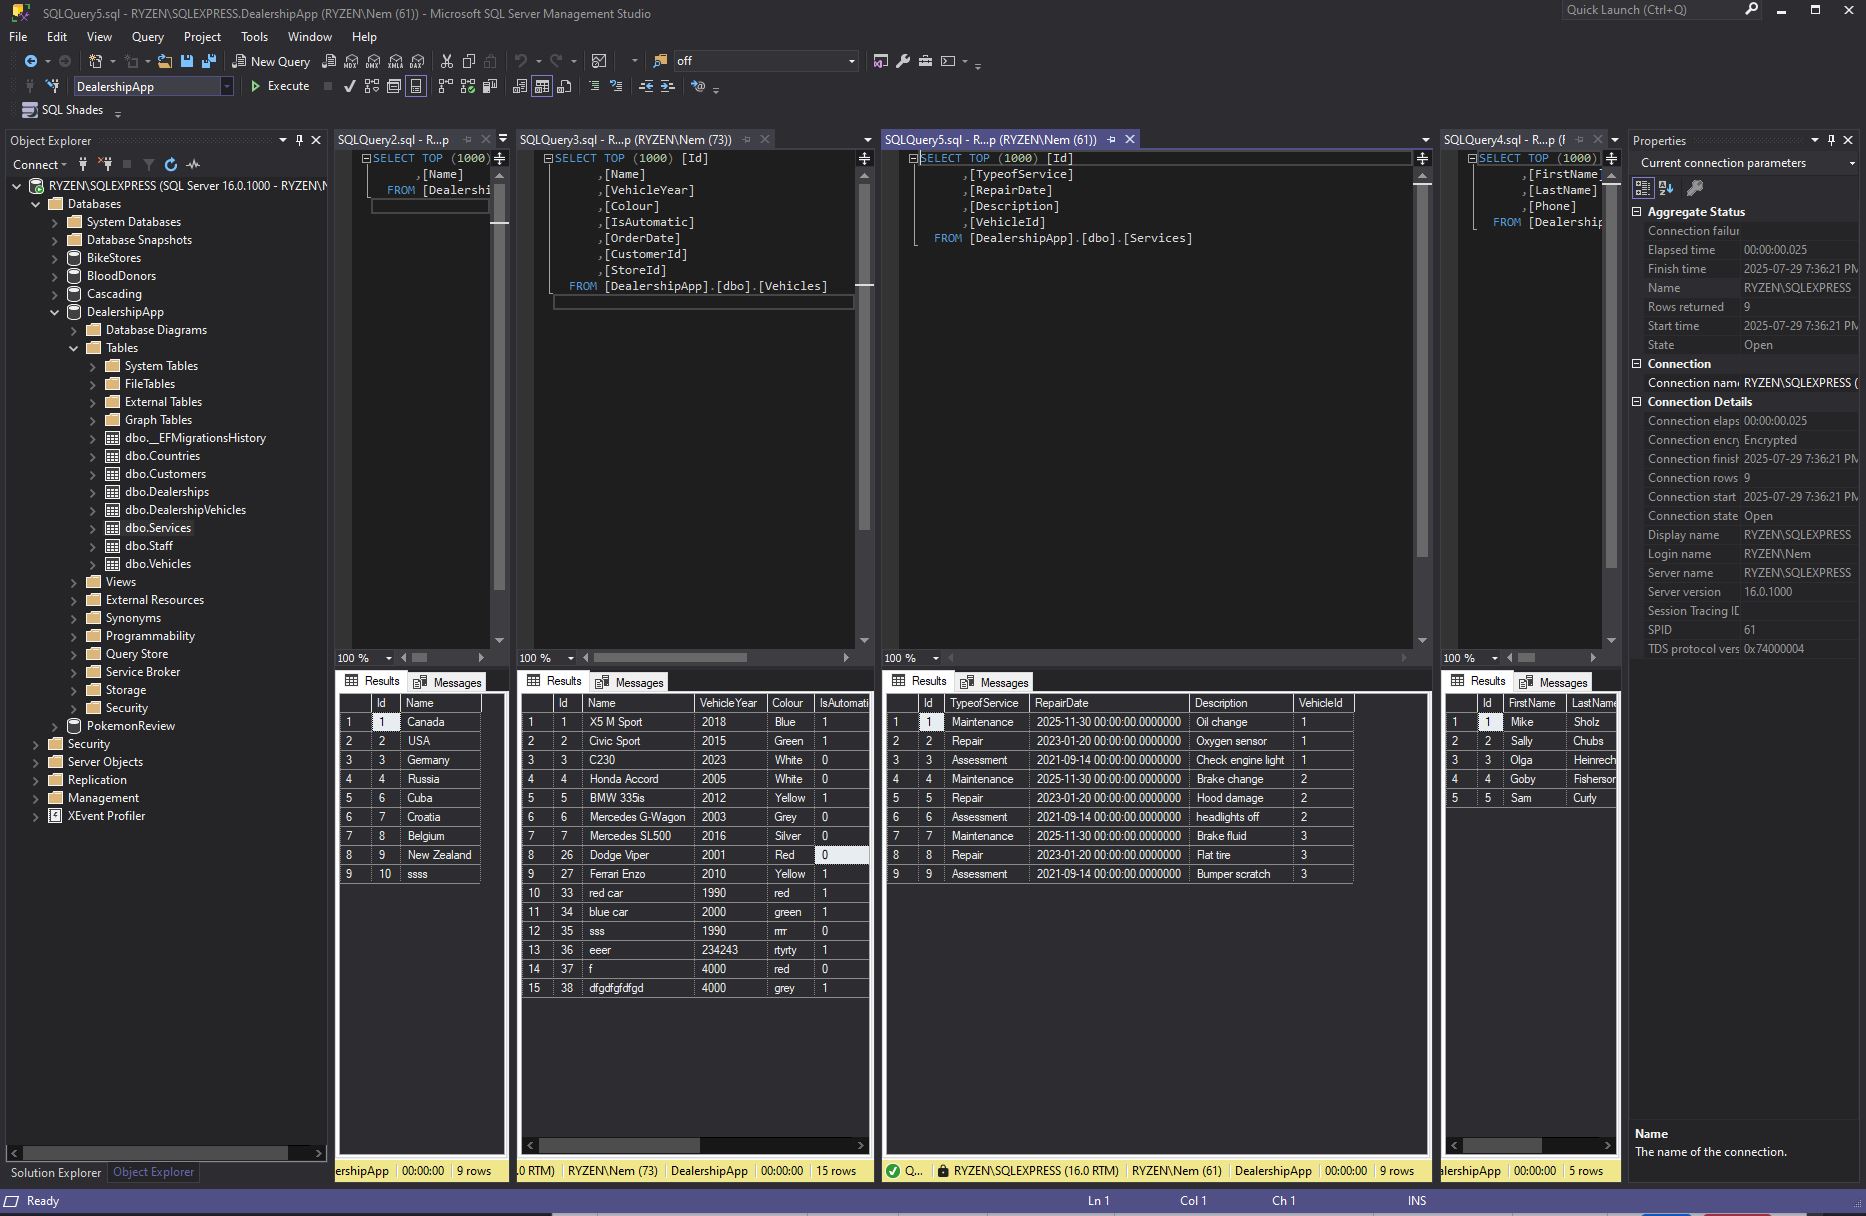 SQLQuery5.sql - RYZEN\SQLEXPRESS.DealershipApp (RYZEN\Nem (61)) - Microsoft SQL Server Management Studio
Quick Launch (Ctrl+Q)
File Edit View Query Project Tools Window Help
New Query
off
DealershipApp
Execute
SQL Shades
Object Explorer
Connect
RYZEN\SQLEXPRESS (SQL Server 16.0.1000 - RYZEN\N
Databases
System Databases
Database Snapshots
BikeStores
BloodDonors
Cascading
DealershipApp
Database Diagrams
Tables
System Tables
FileTables
External Tables
Graph Tables
dbo.__EFMigrationsHistory
dbo.Countries
dbo.Customers
dbo.Dealerships
dbo.DealershipVehicles
dbo.Services
dbo.Staff
dbo.Vehicles
Views
External Resources
Synonyms
Programmability
Query Store
Service Broker
Storage
Security
PokemonReview
Security
Server Objects
Replication
Management
XEvent Profiler
Solution Explorer Object Explorer
SQLQuery2.sql - R...p
SELECT TOP (1000)
,[Name]
FROM [Dealershi
100 %
Results Messages
Id Name
1 1 Canada
2 2 USA
3 3 Germany
4 4 Russia
5 6 Cuba
6 7 Croatia
7 8 Belgium
8 9 New Zealand
9 10 ssss
ershipApp 00:00:00 9 rows
SQLQuery3.sql - R...p (RYZEN\Nem (73))
SELECT TOP (1000) [Id]
,[Name]
,[VehicleYear]
,[Colour]
,[IsAutomatic]
,[OrderDate]
,[CustomerId]
,[StoreId]
FROM [DealershipApp].[dbo].[Vehicles]
100 %
Results Messages
Id Name VehicleYear Colour IsAutomati
1 1 X5 M Sport 2018 Blue 1
2 2 Civic Sport 2015 Green 1
3 3 C230 2023 White 0
4 4 Honda Accord 2005 White 0
5 5 BMW 335is 2012 Yellow 1
6 6 Mercedes G-Wagon 2003 Grey 0
7 7 Mercedes SL500 2016 Silver 0
8 26 Dodge Viper 2001 Red 0
9 27 Ferrari Enzo 2010 Yellow 1
10 33 red car 1990 red 1
11 34 blue car 2000 green 1
12 35 sss 1990 rrrr 0
13 36 eeer 234243 rtyrty 1
14 37 f 4000 red 0
15 38 dfgdfgfdfgd 4000 grey 1
.0 RTM) RYZEN\Nem (73) DealershipApp 00:00:00 15 rows
SQLQuery5.sql - R...p (RYZEN\Nem (61))
SELECT TOP (1000) [Id]
,[TypeofService]
,[RepairDate]
,[Description]
,[VehicleId]
FROM [DealershipApp].[dbo].[Services]
100 %
Results Messages
Id TypeofService RepairDate Description VehicleId
1 1 Maintenance 2025-11-30 00:00:00.0000000 Oil change 1
2 2 Repair 2023-01-20 00:00:00.0000000 Oxygen sensor 1
3 3 Assessment 2021-09-14 00:00:00.0000000 Check engine light 1
4 4 Maintenance 2025-11-30 00:00:00.0000000 Brake change 2
5 5 Repair 2023-01-20 00:00:00.0000000 Hood damage 2
6 6 Assessment 2021-09-14 00:00:00.0000000 headlights off 2
7 7 Maintenance 2025-11-30 00:00:00.0000000 Brake fluid 3
8 8 Repair 2023-01-20 00:00:00.0000000 Flat tire 3
9 9 Assessment 2021-09-14 00:00:00.0000000 Bumper scratch 3
Q... RYZEN\SQLEXPRESS (16.0 RTM) RYZEN\Nem (61) DealershipApp 00:00:00 9 rows
SQLQuery4.sql - R...p (F
SELECT TOP (1000)
,[FirstName]
,[LastName]
,[Phone]
FROM [Dealership
100 %
Results Messages
Id FirstName LastName
1 1 Mike Sholz
2 2 Sally Chubs
3 3 Olga Heinrech
4 4 Goby Fisherson
5 5 Sam Curly
alershipApp 00:00:00 5 rows
Properties
Current connection parameters
Aggregate Status
Connection failur
Elapsed time 00:00:00.025
Finish time 2025-07-29 7:36:21 PM
Name RYZEN\SQLEXPRESS
Rows returned 9
Start time 2025-07-29 7:36:21 PM
State Open
Connection
Connection name RYZEN\SQLEXPRESS (
Connection Details
Connection elaps 00:00:00.025
Connection encry Encrypted
Connection finish 2025-07-29 7:36:21 PM
Connection rows 9
Connection start 2025-07-29 7:36:21 PM
Connection state Open
Display name RYZEN\SQLEXPRESS
Login name RYZEN\Nem
Server name RYZEN\SQLEXPRESS
Server version 16.0.1000
Session Tracing ID
SPID 61
TDS protocol vers 0x74000004
Name
The name of the connection.
Ready
Ln 1 Col 1 Ch 1 INS